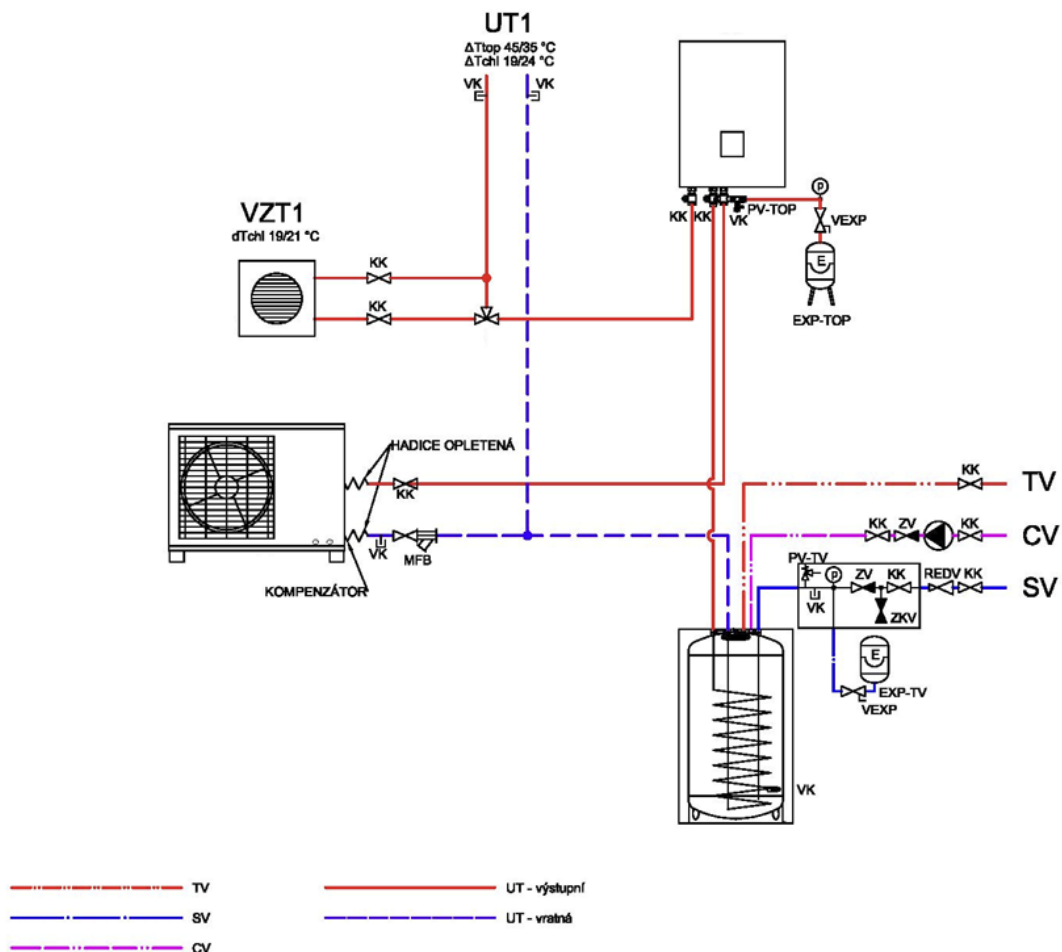 UT1
ΔTtop 45/35 °C
ΔTchl 19/24 °C
VK
VK
KK
KK
VK
PV-TOP
P
VEXP
E
EXP-TOP
VZT1
dTchl 19/21 °C
KK
KK
HADICE OPLETENÁ
KK
VK
MFB
KOMPENZÁTOR
KK
TV
KK
ZV
KK
CV
PV-TV
P
ZV
KK
REDV
KK
SV
VK
ZKV
E
EXP-TV
VEXP
VK
TV
UT - výstupní
SV
UT - vratná
CV